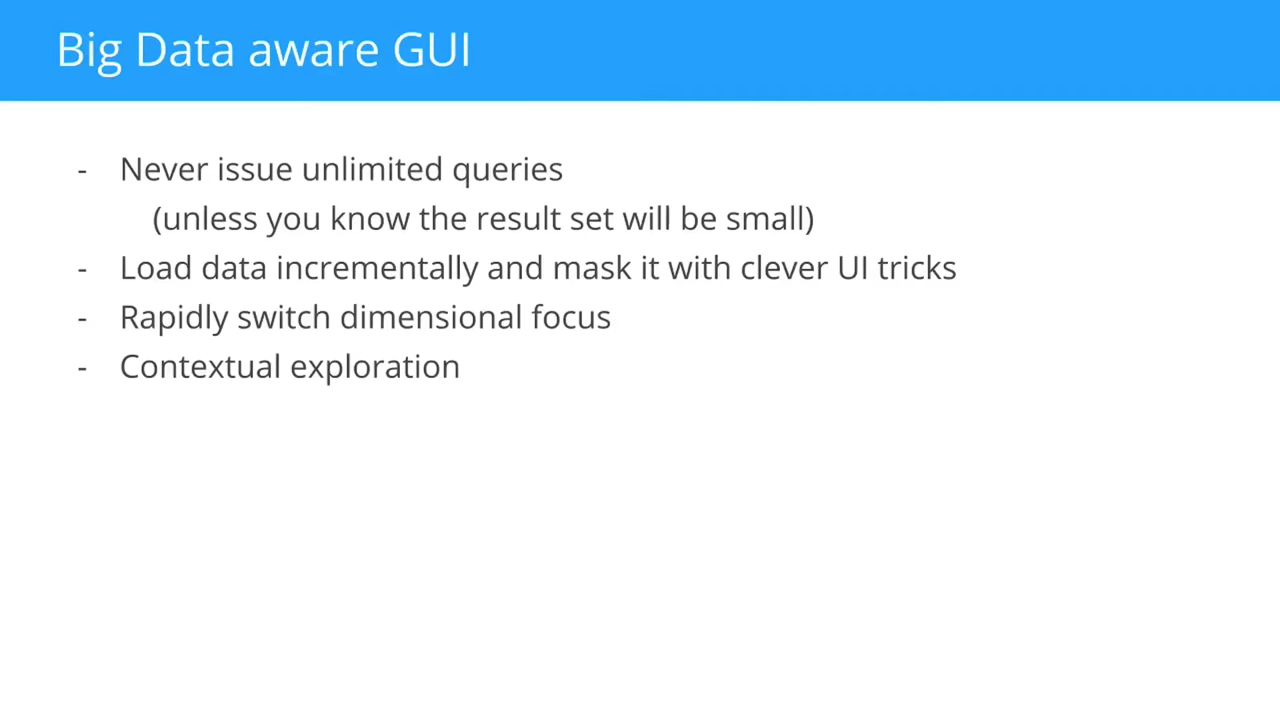 Big Data aware GUI
- Never issue unlimited queries
(unless you know the result set will be small)
- Load data incrementally and mask it with clever UI tricks
- Rapidly switch dimensional focus
- Contextual exploration